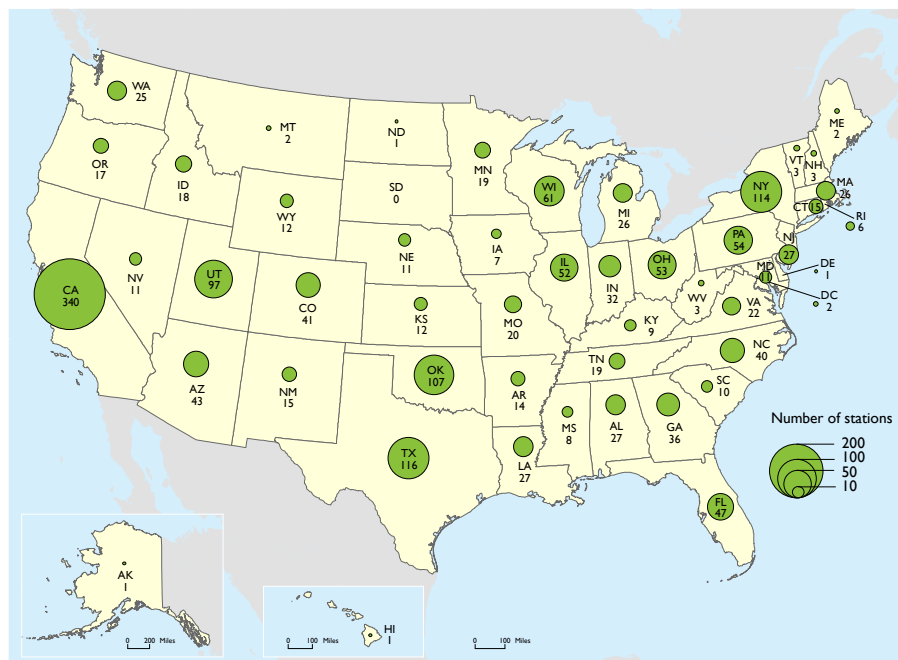 WA
25
MT
2
ND
1
ME
2
OR
17
ID
18
MN
19
VT
3
NH
3
SD
0
WI
61
NY
114
MA
26
WY
12
MI
26
CT 15
RI
6
NE
11
IA
7
PA
54
NJ
27
NV
11
UT
97
IL
52
OH
53
MD
11
DE
1
CA
340
CO
41
IN
32
WV
3
DC
2
KS
12
MO
20
KY
9
VA
22
AZ
43
NM
15
OK
107
TN
19
NC
40
AR
14
SC
10
MS
8
AL
27
GA
36
TX
116
LA
27
FL
47
Number of stations
200
100
50
10
AK
1
0 200 Miles
HI
1
0 100 Miles
0 100 Miles